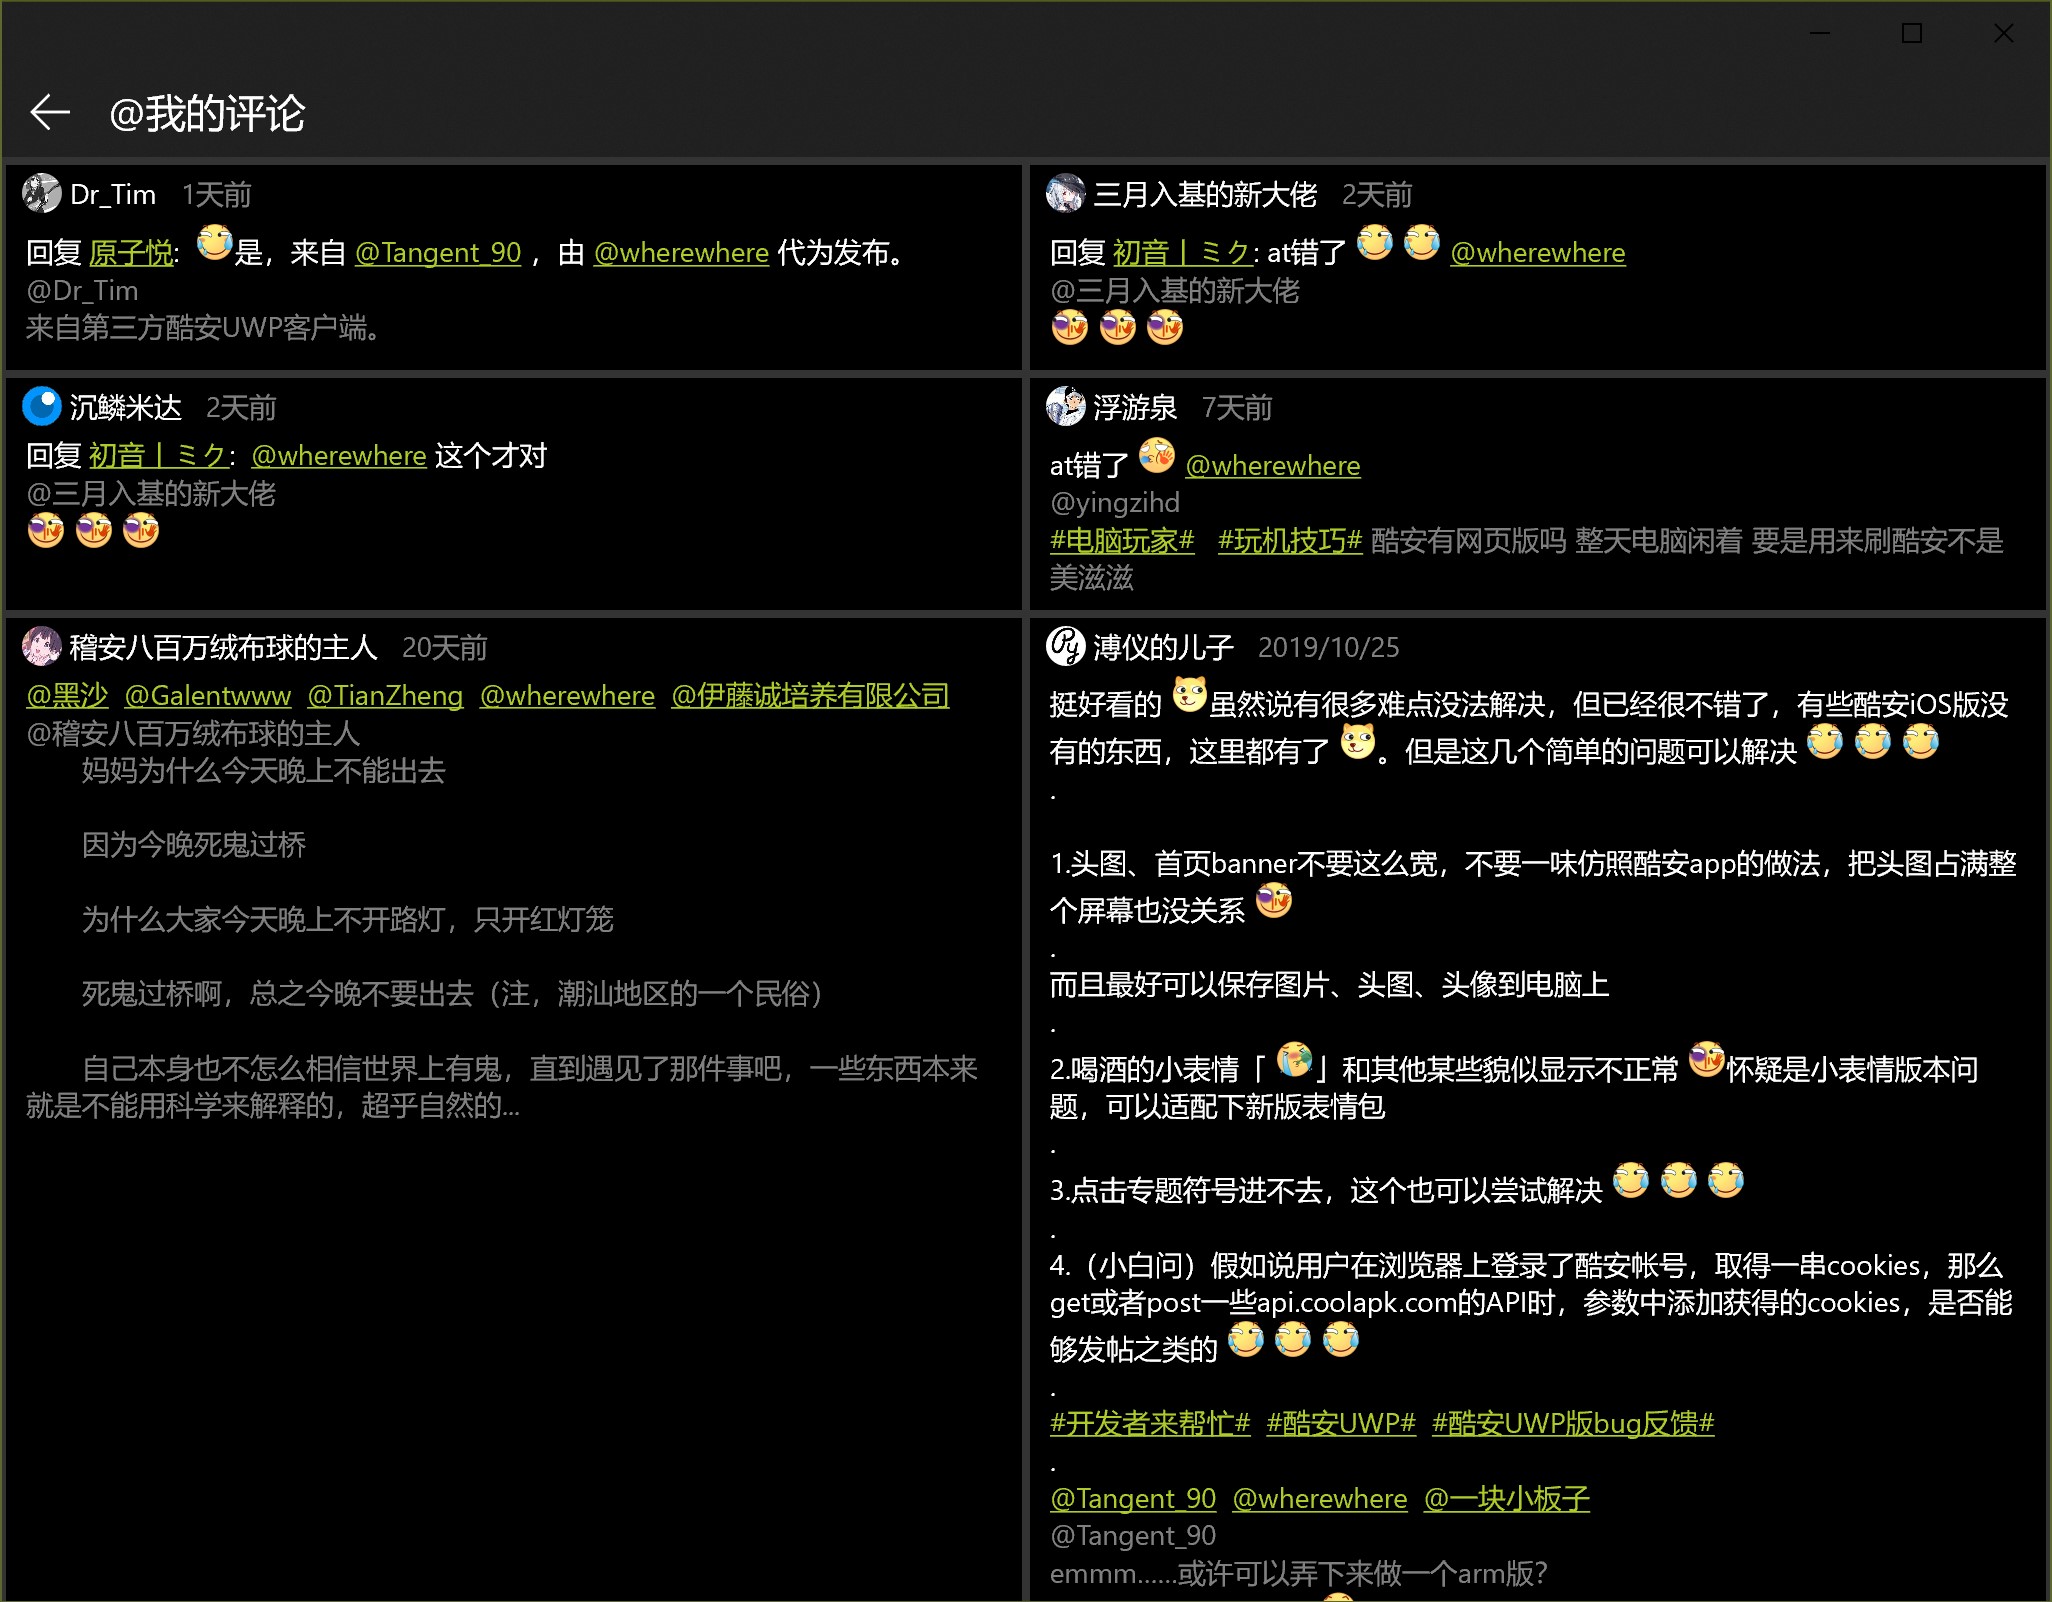 @我的评论
Dr_Tim 1天前
回复 原子悦: 是，来自 @Tangent_90 ，由 @wherewhere 代为发布。
@Dr_Tim
来自第三方酷安UWP客户端。
三月入基的新大佬 2天前
回复 初音丨ミク: at错了 @wherewhere
@三月入基的新大佬
沉鳞米达 2天前
回复 初音丨ミク: @wherewhere 这个才对
@三月入基的新大佬
浮游泉 7天前
at错了 @wherewhere
@yingzihd
#电脑玩家# #玩机技巧# 酷安有网页版吗 整天电脑闲着 要是用来刷酷安不是
美滋滋
稽安八百万绒布球的主人 20天前
@黑沙 @Galentwww @TianZheng @wherewhere @伊藤诚培养有限公司
@稽安八百万绒布球的主人
妈妈为什么今天晚上不能出去
因为今晚死鬼过桥
为什么大家今天晚上不开路灯，只开红灯笼
死鬼过桥啊，总之今晚不要出去（注，潮汕地区的一个民俗）
自己本身也不怎么相信世界上有鬼，直到遇见了那件事吧，一些东西本来
就是不能用科学来解释的，超乎自然的...
溥仪的儿子 2019/10/25
挺好看的 虽然说有很多难点没法解决，但已经很不错了，有些酷安iOS版没
有的东西，这里都有了 。但是这几个简单的问题可以解决
.
1.头图、首页banner不要这么宽，不要一味仿照酷安app的做法，把头图占满整
个屏幕也没关系
.
而且最好可以保存图片、头图、头像到电脑上
.
2.喝酒的小表情「 」和其他某些貌似显示不正常 怀疑是小表情版本问
题，可以适配下新版表情包
.
3.点击专题符号进不去，这个也可以尝试解决
.
4.（小白问）假如说用户在浏览器上登录了酷安帐号，取得一串cookies，那么
get或者post一些api.coolapk.com的API时，参数中添加获得的cookies，是否能
够发帖之类的
.
#开发者来帮忙# #酷安UWP# #酷安UWP版bug反馈#
.
@Tangent_90 @wherewhere @一块小板子
@Tangent_90
emmm......或许可以弄下来做一个arm版？